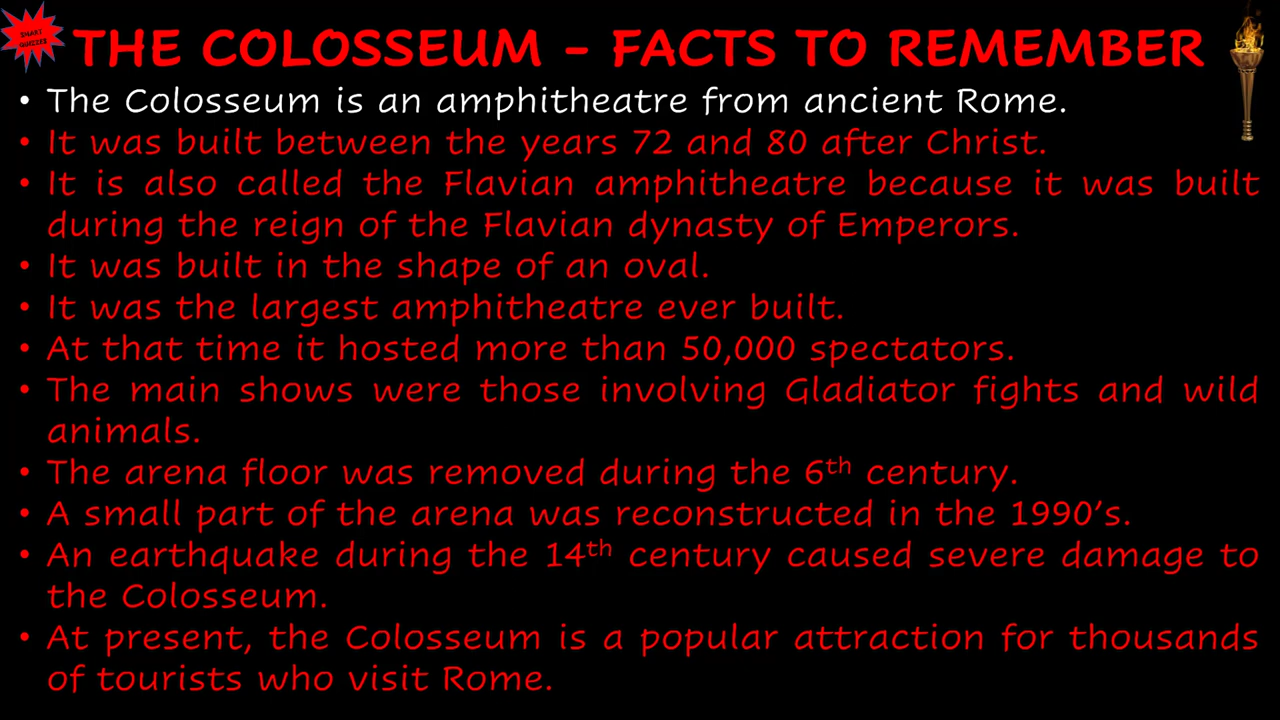 SMART
QUIZZES
THE COLOSSEUM – FACTS TO REMEMBER
• The Colosseum is an amphitheatre from ancient Rome.
• It was built between the years 72 and 80 after Christ.
• It is also called the Flavian amphitheatre because it was built
during the reign of the Flavian dynasty of Emperors.
• It was built in the shape of an oval.
• It was the largest amphitheatre ever built.
• At that time it hosted more than 50,000 spectators.
• The main shows were those involving Gladiator fights and wild
animals.
• The arena floor was removed during the 6th century.
• A small part of the arena was reconstructed in the 1990’s.
• An earthquake during the 14th century caused severe damage to
the Colosseum.
• At present, the Colosseum is a popular attraction for thousands
of tourists who visit Rome.